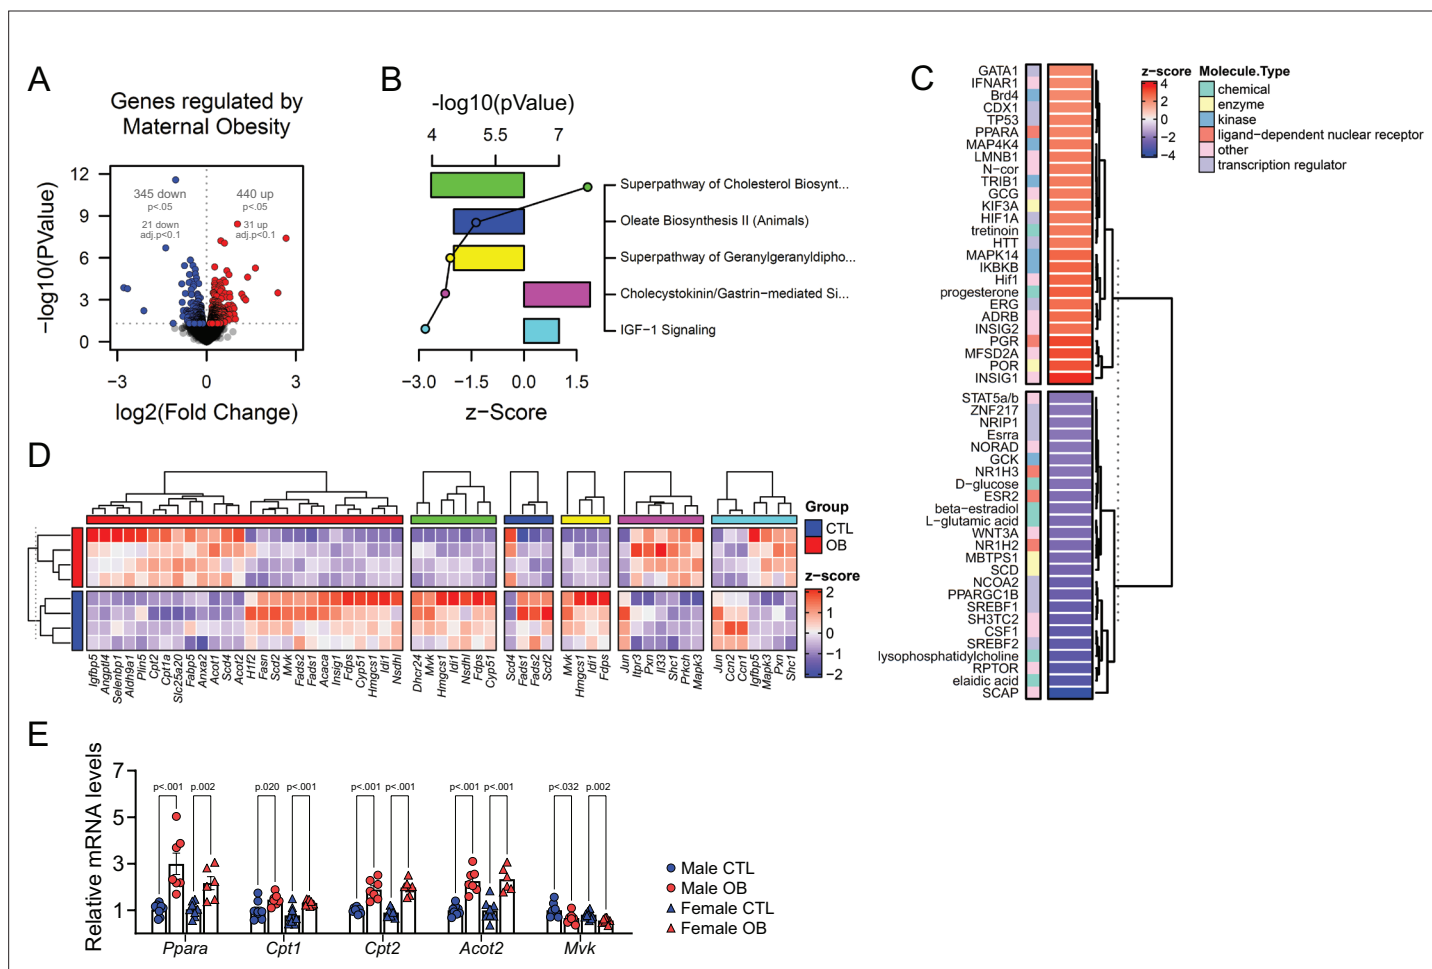 A
Genes regulated by
Maternal Obesity
−log10(PValue)
12
9
6
3
0
345 down
p<.05
21 down
adj.p<0.1
440 up
p<.05
31 up
adj.p<0.1
−3
0
3
log2(Fold Change)
B
-log10(pValue)
4
5.5
7
Superpathway of Cholesterol Biosynt...
Oleate Biosynthesis II (Animals)
Superpathway of Geranylgeranyldipho...
Cholecystokinin/Gastrin−mediated Si...
IGF−1 Signaling
−3.0
−1.5
0.0
1.5
z−Score
C
GATA1
IFNAR1
Brd4
CDX1
TP53
PPARA
MAP4K4
LMNB1
N-cor
TRIB1
GCG
KIF3A
HIF1A
tretinoin
HTT
MAPK14
IKBKB
Hif1
progesterone
ERG
ADRB
INSIG2
PGR
MFSD2A
POR
INSIG1
STAT5a/b
ZNF217
NRIP1
Esrra
NORAD
GCK
NR1H3
D-glucose
ESR2
beta-estradiol
L-glutamic acid
WNT3A
NR1H2
MBTPS1
SCD
NCOA2
PPARGC1B
SREBF1
SH3TC2
CSF1
SREBF2
lysophosphatidylcholine
RPTOR
elaidic acid
SCAP
z−score
4
2
0
−2
−4
Molecule.Type
chemical
enzyme
kinase
ligand−dependent nuclear receptor
other
transcription regulator
D
Igfbp5
Angptl4
Selenbp1
Aldh9a1
Plin5
Cpt2
Cpt1a
Slc25a20
Fabp5
Anxa2
Acot1
Scd4
Acot2
H1f2
Fasn
Scd2
Mvk
Fads2
Fads1
Acaca
Insig1
Fdps
Cyp51
Hmgcs1
Idi1
Nsdhl
Dhcr24
Mvk
Hmgcs1
Idi1
Nsdhl
Fdps
Cyp51
Scd4
Fads1
Fads2
Scd2
Mvk
Hmgcs1
Idi1
Fdps
Jun
Itpr3
Pxn
Il33
Shc1
Prkch
Mapk3
Jun
Ccn2
Ccn1
Igfbp5
Mapk3
Pxn
Shc1
Group
CTL
OB
z−score
2
1
0
−1
−2
E
Relative mRNA levels
7
5
3
1
p<.001
p.002
p.020
p<.001
p<.001
p<.001
p<.001
p<.001
p<.032
p.002
Ppara
Cpt1
Cpt2
Acot2
Mvk
Male CTL
Male OB
Female CTL
Female OB